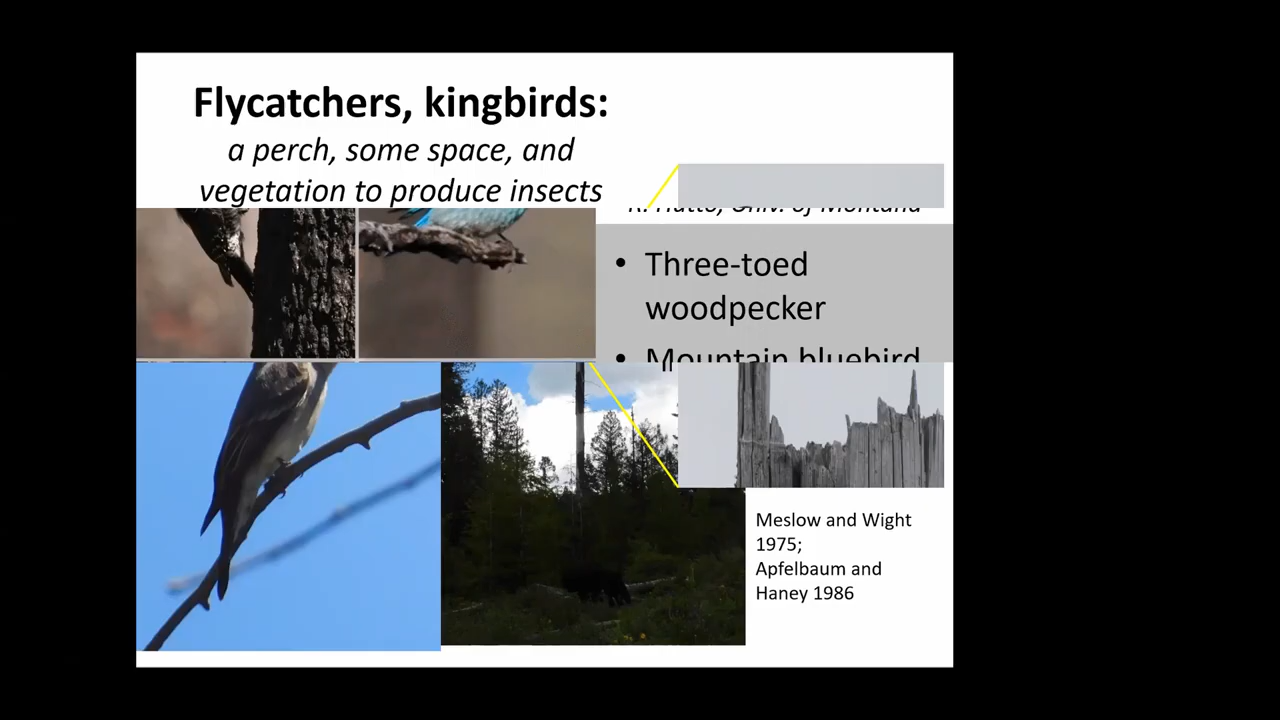 Flycatchers, kingbirds:
a perch, some space, and
vegetation to produce insects
R. Hutto, Univ. of Montana
• Three-toed
woodpecker
• Mountain bluebird
Meslow and Wight
1975;
Apfelbaum and
Haney 1986